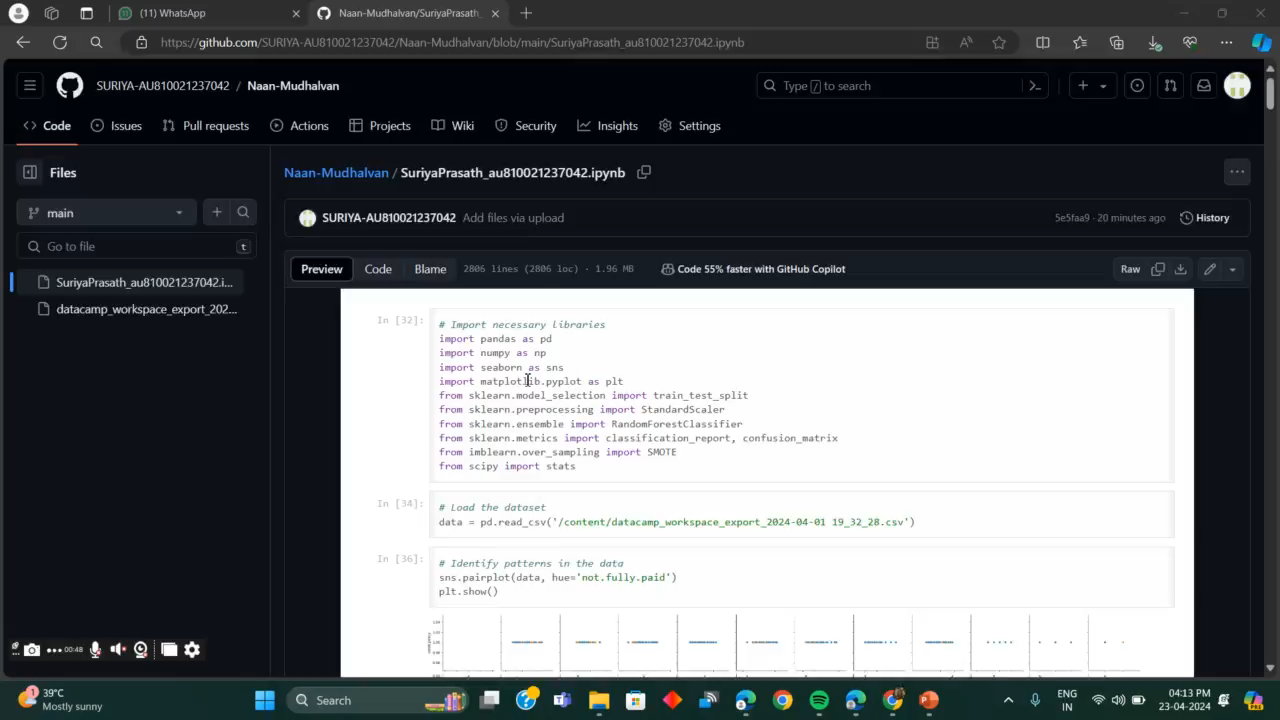 (11) WhatsApp
Naan-Mudhalvan/SuriyaPrasath_
https://github.com/SURIYA-AU810021237042/Naan-Mudhalvan/blob/main/SuriyaPrasath_au810021237042.ipynb
SURIYA-AU810021237042 / Naan-Mudhalvan
Type / to search
Code Issues Pull requests Actions Projects Wiki Security Insights Settings
Files
main
Go to file t
SuriyaPrasath_au810021237042.i...
datacamp_workspace_export_202...
Naan-Mudhalvan / SuriyaPrasath_au810021237042.ipynb
SURIYA-AU810021237042 Add files via upload 5e5faa9 · 20 minutes ago History
Preview Code Blame 2806 lines (2806 loc) · 1.96 MB Code 55% faster with GitHub Copilot Raw
In [32]:
# Import necessary libraries
import pandas as pd
import numpy as np
import seaborn as sns
import matplotlib.pyplot as plt
from sklearn.model_selection import train_test_split
from sklearn.preprocessing import StandardScaler
from sklearn.ensemble import RandomForestClassifier
from sklearn.metrics import classification_report, confusion_matrix
from imblearn.over_sampling import SMOTE
from scipy import stats
In [34]:
# Load the dataset
data = pd.read_csv('/content/datacamp_workspace_export_2024-04-01 19_32_28.csv')
In [36]:
# Identify patterns in the data
sns.pairplot(data, hue='not.fully.paid')
plt.show()
00:48
1
39°C
Mostly sunny
Search
ENG
IN
04:13 PM
23-04-2024